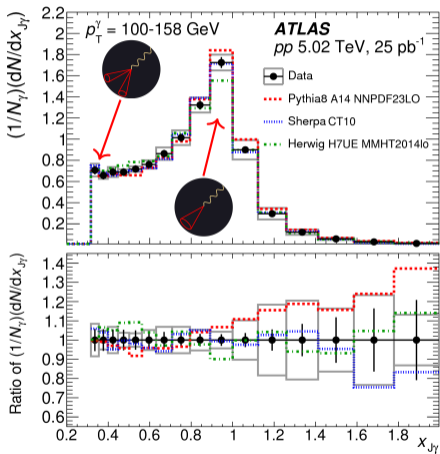 p_T^γ = 100-158 GeV
ATLAS
pp 5.02 TeV, 25 pb⁻¹
Data
Pythia8 A14 NNPDF23LO
Sherpa CT10
Herwig H7UE MMHT2014lo
(1/N_γ)(dN/dx_Jγ)
2
1.8
1.6
1.4
1.2
1
0.8
0.6
0.4
0.2
Ratio of (1/N_γ)(dN/dx_Jγ)
1.4
1.3
1.2
1.1
1.0
0.9
0.8
0.7
0.6
0.2 0.4 0.6 0.8 1 1.2 1.4 1.6 1.8
x_Jγ